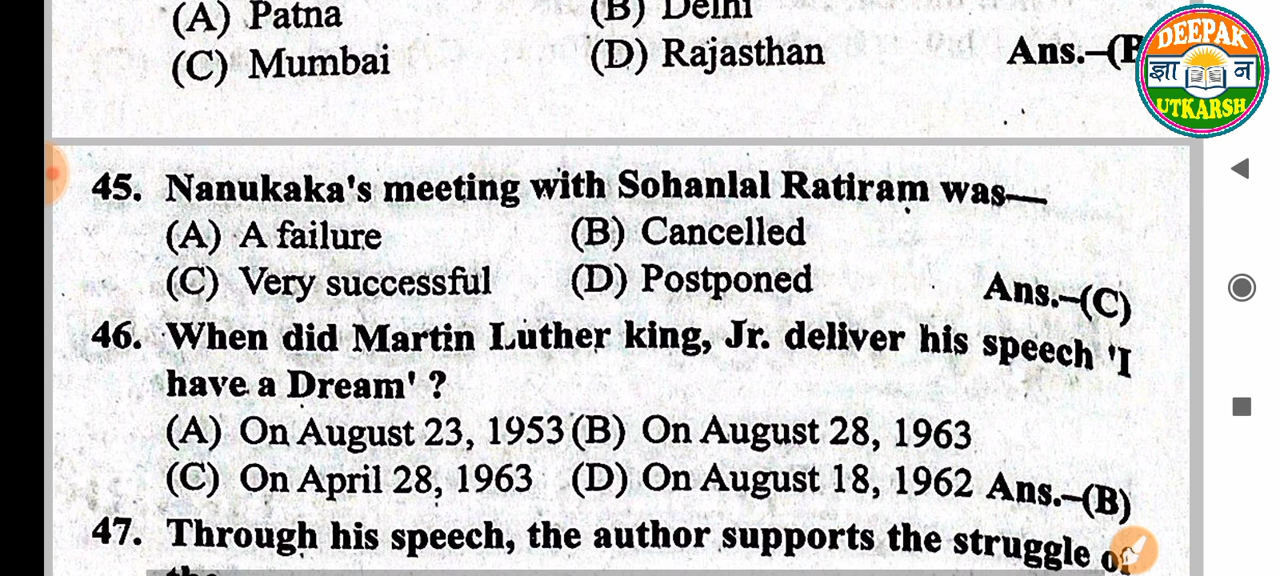 (A) Patna (B) Delhi
(C) Mumbai (D) Rajasthan Ans.–(B
DEEPAK
ज्ञा न
UTKARSH
45. Nanukaka's meeting with Sohanlal Ratiram was—
(A) A failure (B) Cancelled
(C) Very successful (D) Postponed Ans.–(C)
46. When did Martin Luther king, Jr. deliver his speech 'I
have a Dream' ?
(A) On August 23, 1953 (B) On August 28, 1963
(C) On April 28, 1963 (D) On August 18, 1962 Ans.–(B)
47. Through his speech, the author supports the struggle of